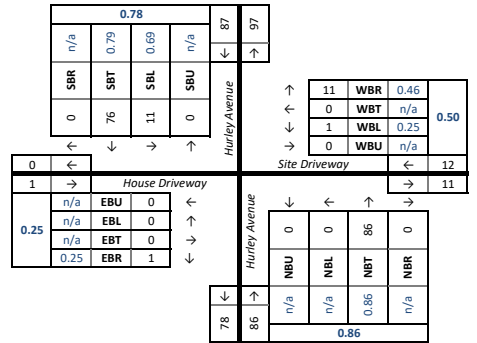 0.78
87 97
n/a 0.79 0.69 n/a
SBR SBT SBL SBU
0 76 11 0
↓ ↑
Hurley Avenue
← ↓ → ↑
↑ 11 WBR 0.46
← 0 WBT n/a
↓ 1 WBL 0.25
→ 0 WBU n/a
0.50
0 ← Site Driveway ← 12
1 → House Driveway → 11
n/a EBU 0 ←
n/a EBL 0 ↑
n/a EBT 0 →
0.25 EBR 1 ↓
0.25
Hurley Avenue
↓ ← ↑ →
0 0 86 0
NBU NBL NBT NBR
n/a n/a 0.86 n/a
↓ ↑
78 86
0.86